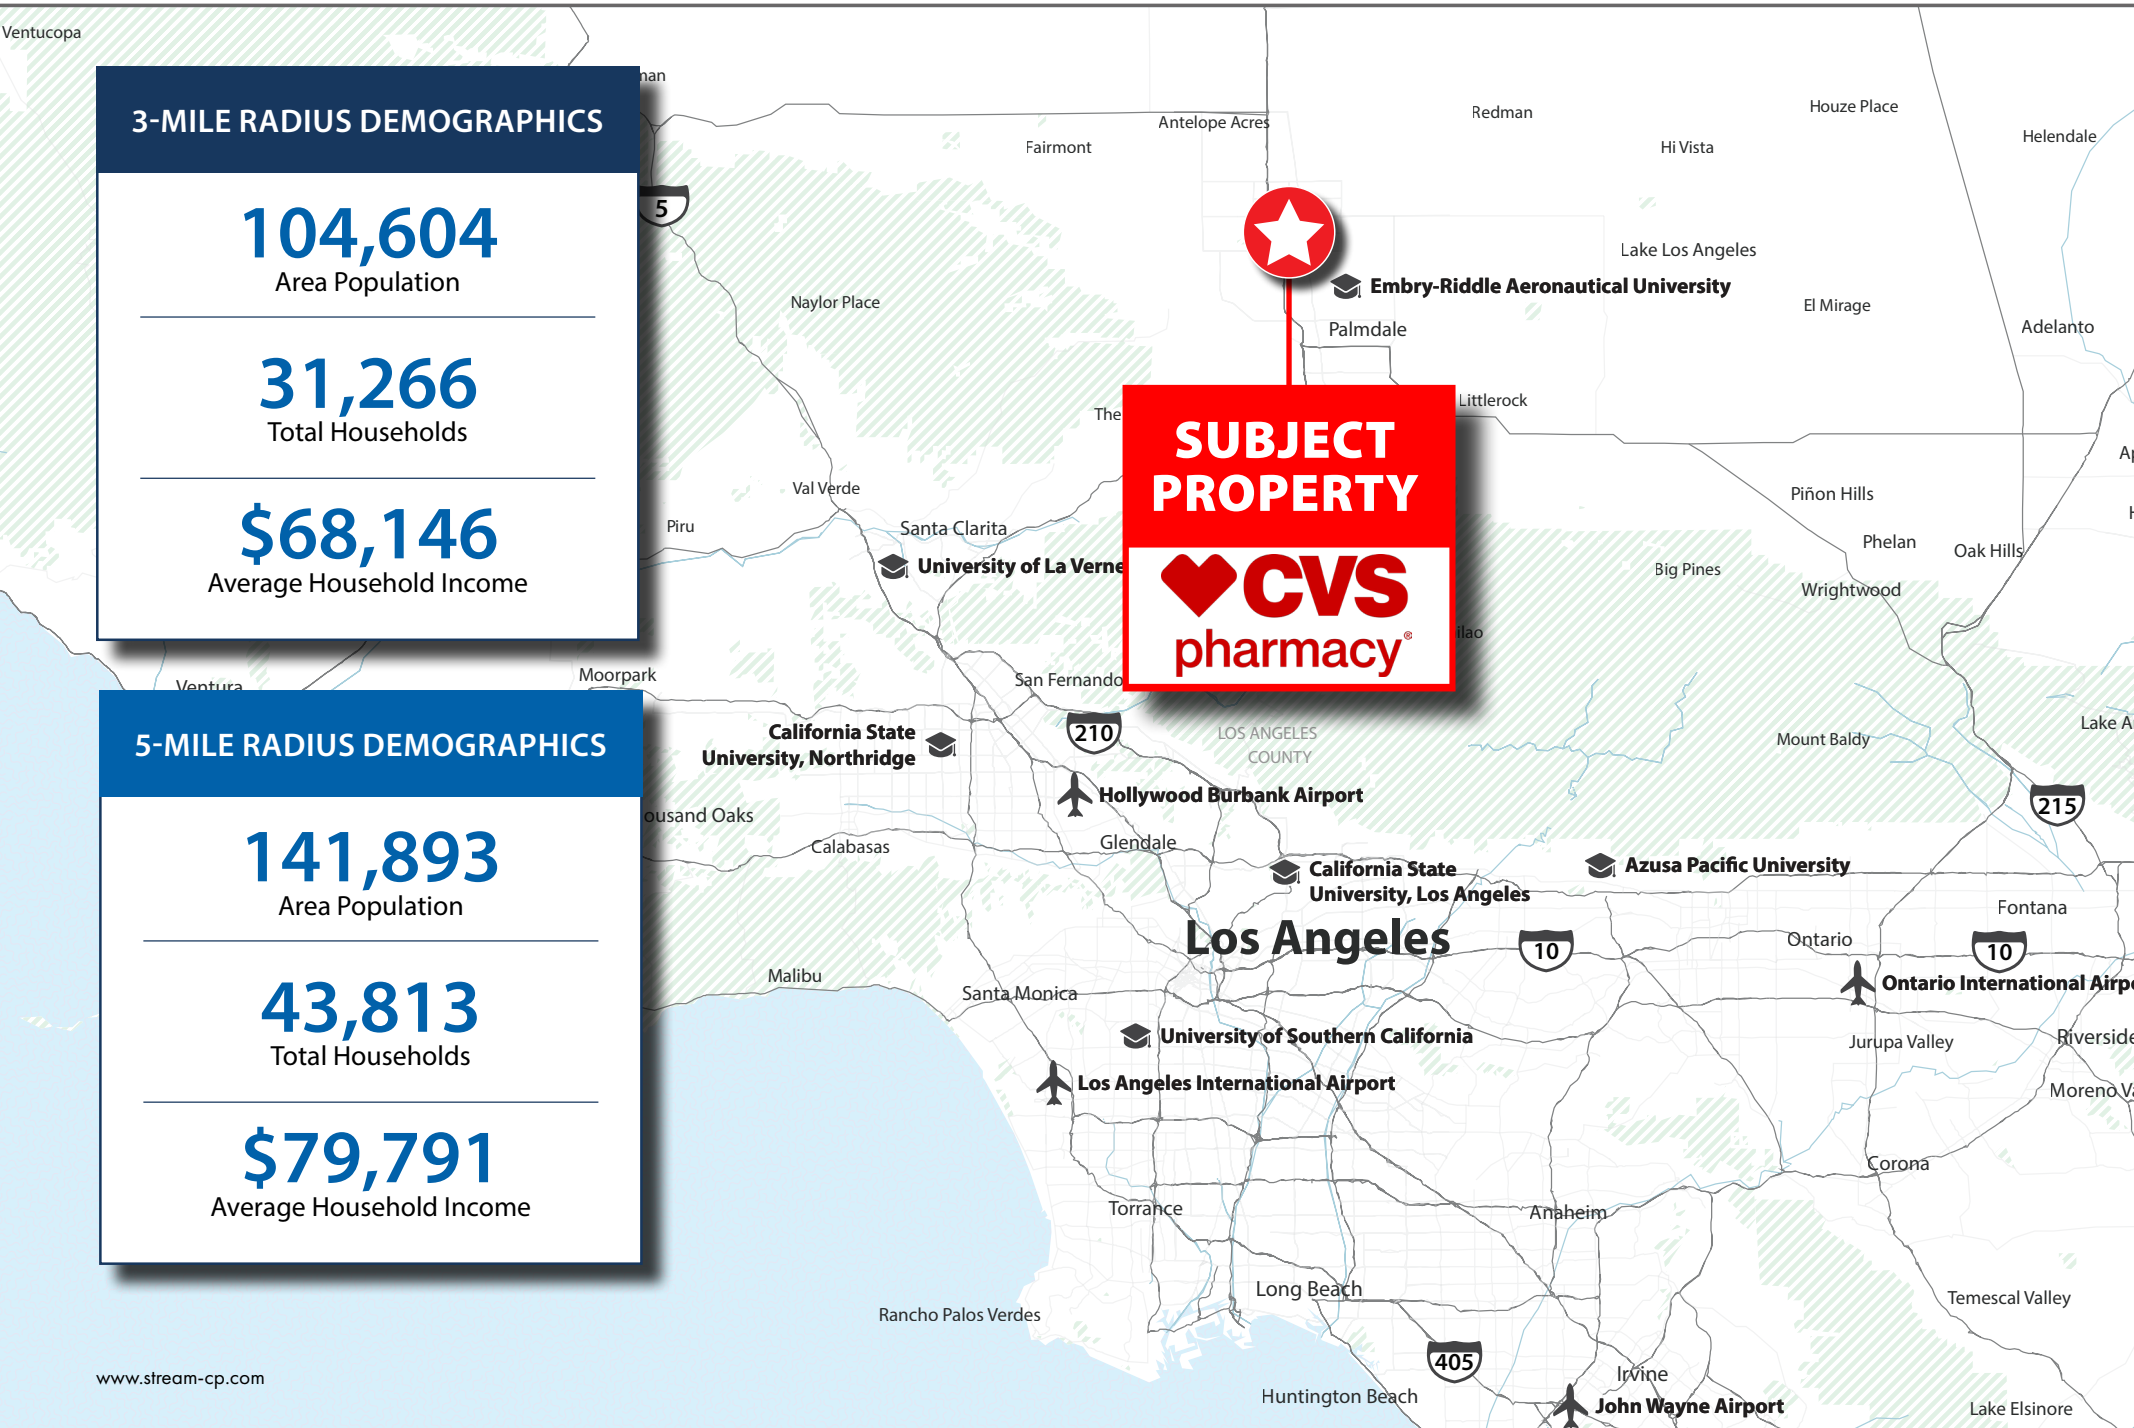 Ventucopa
3-MILE RADIUS DEMOGRAPHICS
104,604
Area Population
31,266
Total Households
$68,146
Average Household Income
5-MILE RADIUS DEMOGRAPHICS
141,893
Area Population
43,813
Total Households
$79,791
Average Household Income
www.stream-cp.com
5
Antelope Acres
Fairmont
Redman
Houze Place
Hi Vista
Helendale
Lake Los Angeles
Embry-Riddle Aeronautical University
Naylor Place
El Mirage
Palmdale
Adelanto
The
Littlerock
SUBJECT
PROPERTY
CVS
pharmacy®
Val Verde
Piñon Hills
Piru
Santa Clarita
University of La Verne
Phelan
Oak Hills
Big Pines
Wrightwood
Moorpark
San Fernando
Ventura
California State
University, Northridge
210
LOS ANGELES
COUNTY
Mount Baldy
Lake A
Hollywood Burbank Airport
215
ousand Oaks
Calabasas
Glendale
California State
University, Los Angeles
Azusa Pacific University
Los Angeles
Fontana
10
Ontario
10
Malibu
Santa Monica
Ontario International Airpo
University of Southern California
Jurupa Valley
Riverside
Los Angeles International Airport
Moreno Va
Corona
Torrance
Anaheim
Long Beach
Rancho Palos Verdes
Temescal Valley
405
Irvine
Huntington Beach
John Wayne Airport
Lake Elsinore